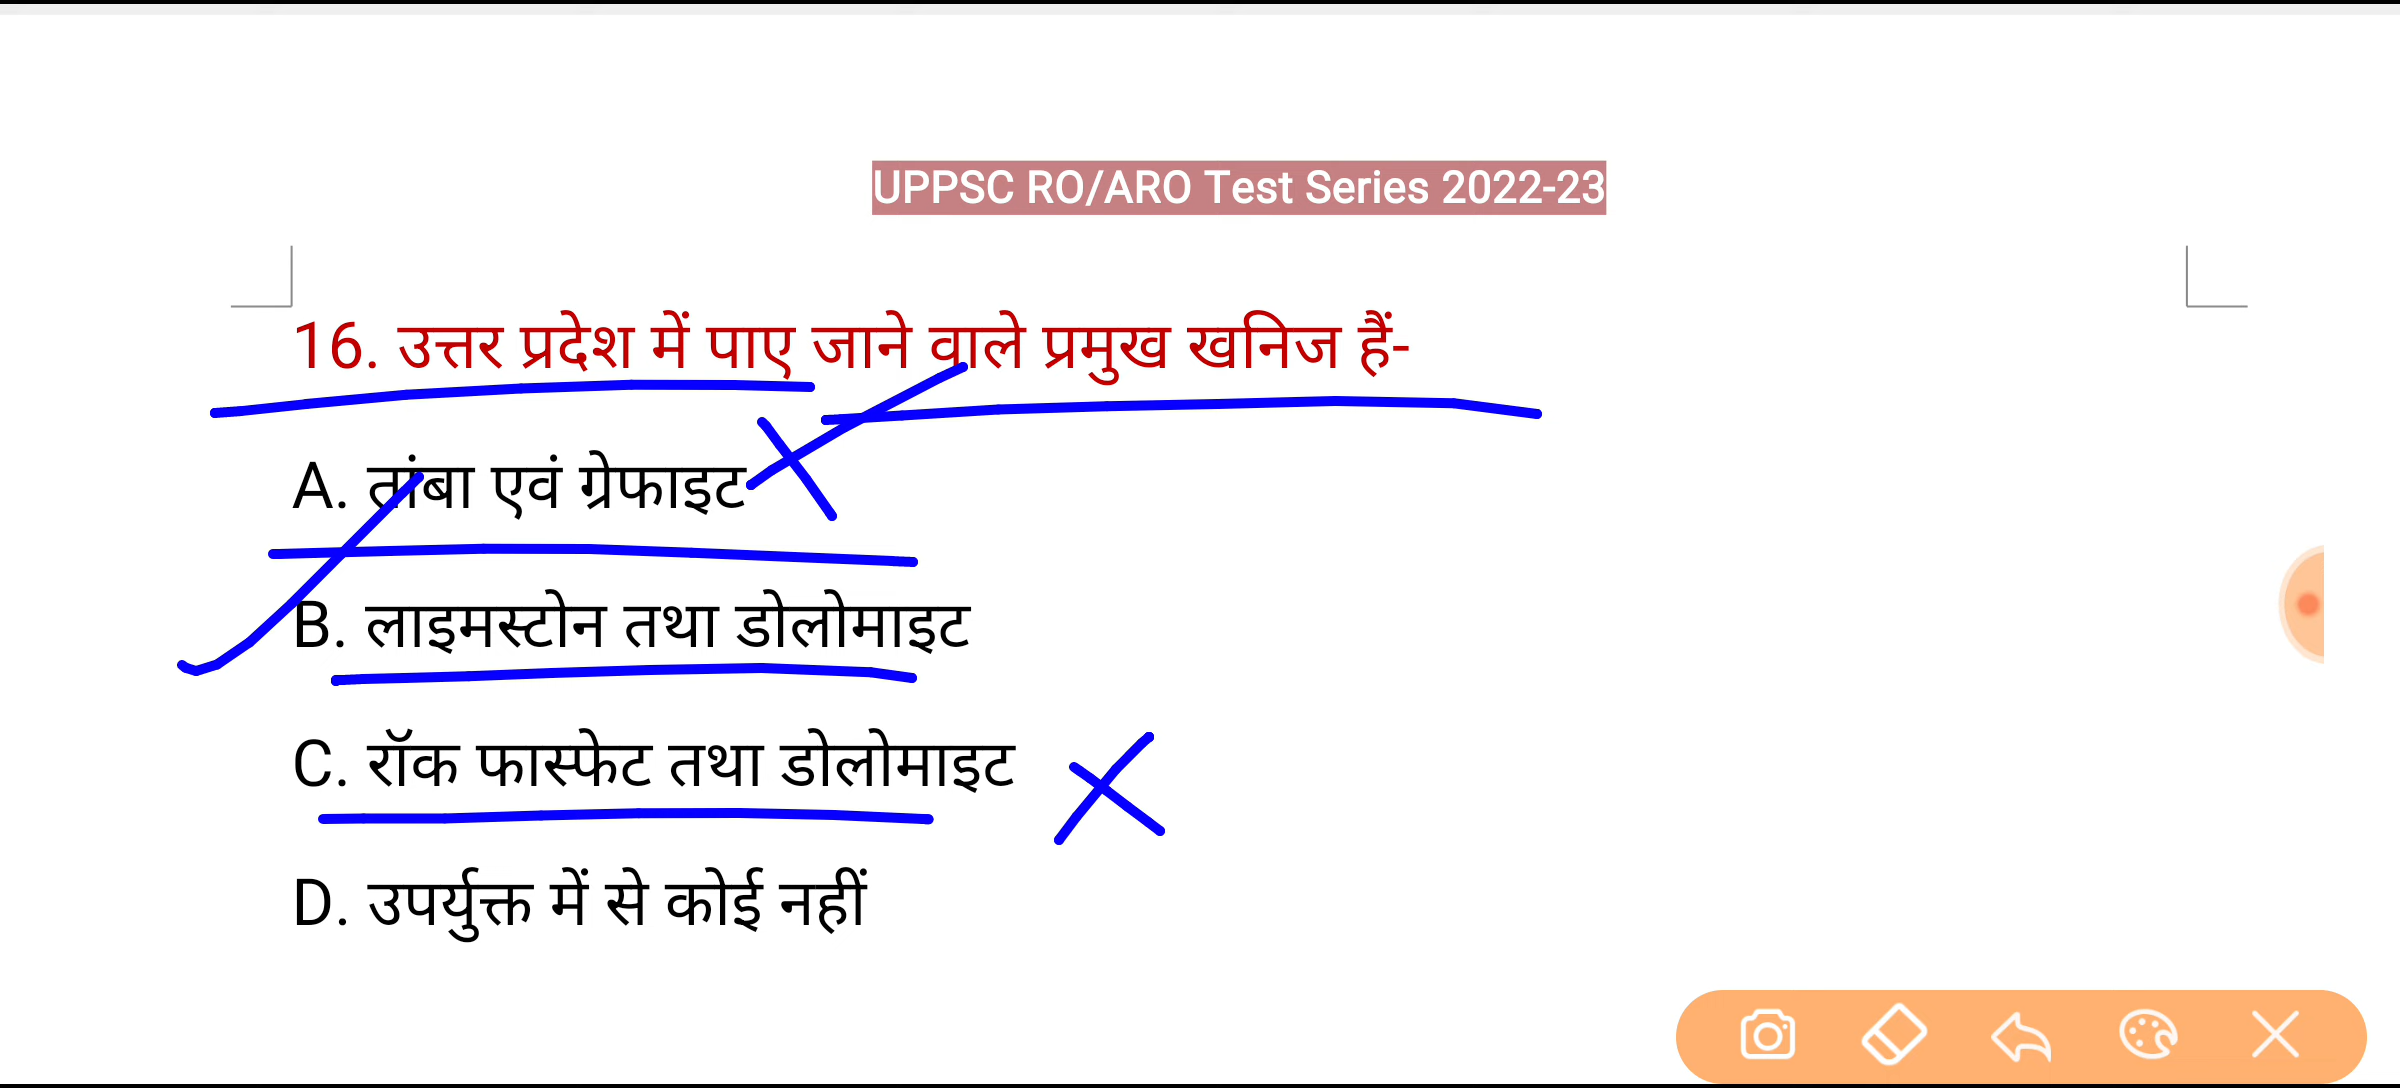 UPPSC RO/ARO Test Series 2022-23
16. उत्तर प्रदेश में पाए जाने वाले प्रमुख खनिज हैं-
A. तांबा एवं ग्रेफाइट
B. लाइमस्टोन तथा डोलोमाइट
C. रॉक फास्फेट तथा डोलोमाइट
D. उपर्युक्त में से कोई नहीं